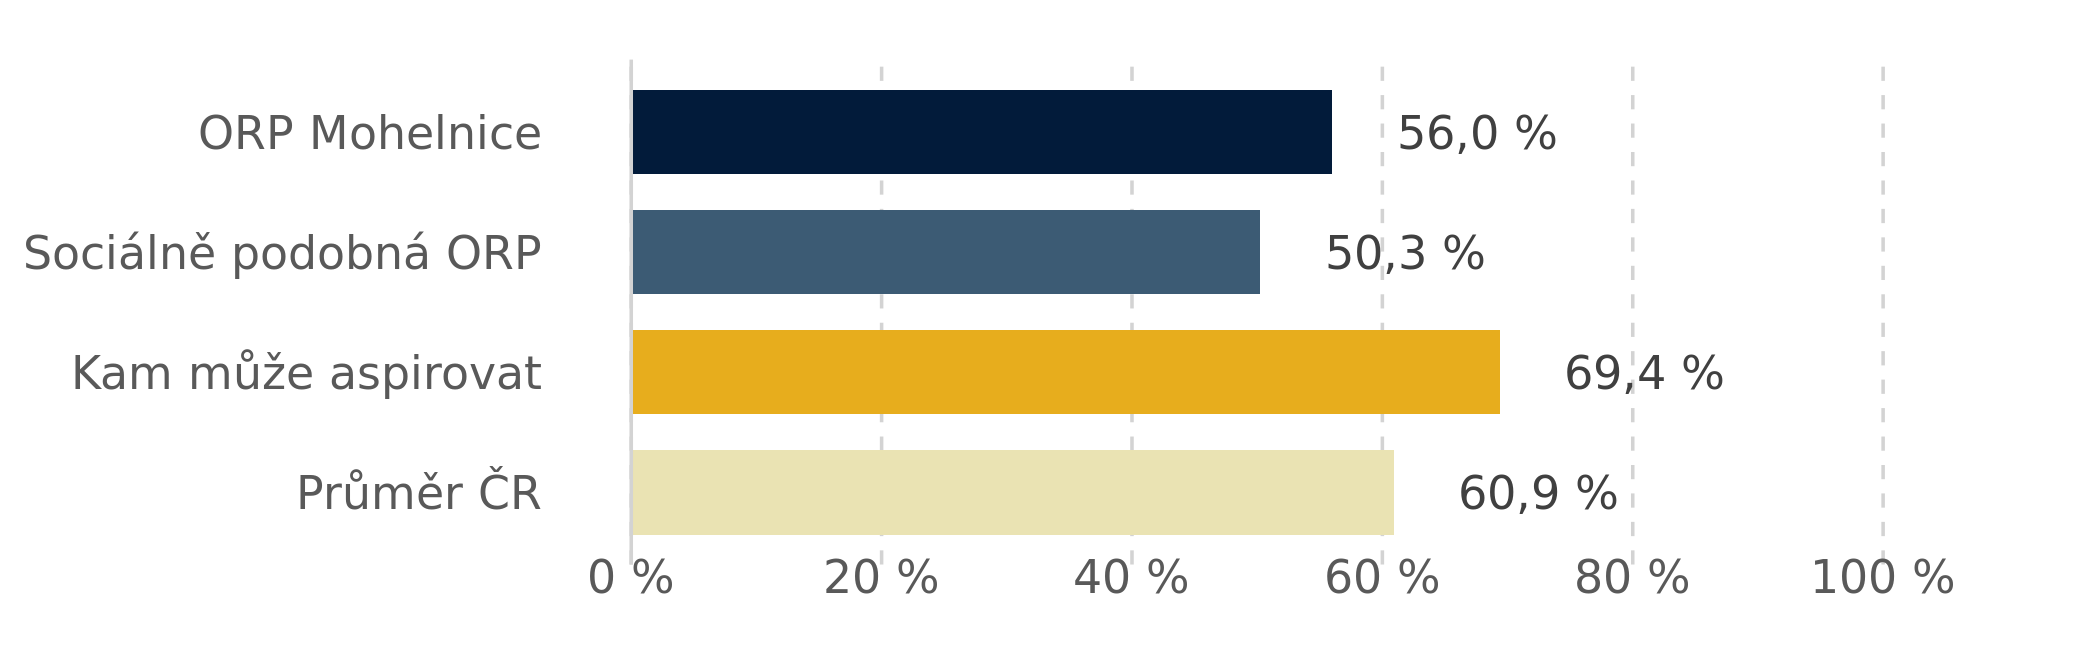 ORP Mohelnice
56,0 %
Sociálně podobná ORP
50,3 %
Kam může aspirovat
69,4 %
Průměr ČR
60,9 %
0 %
20 %
40 %
60 %
80 %
100 %